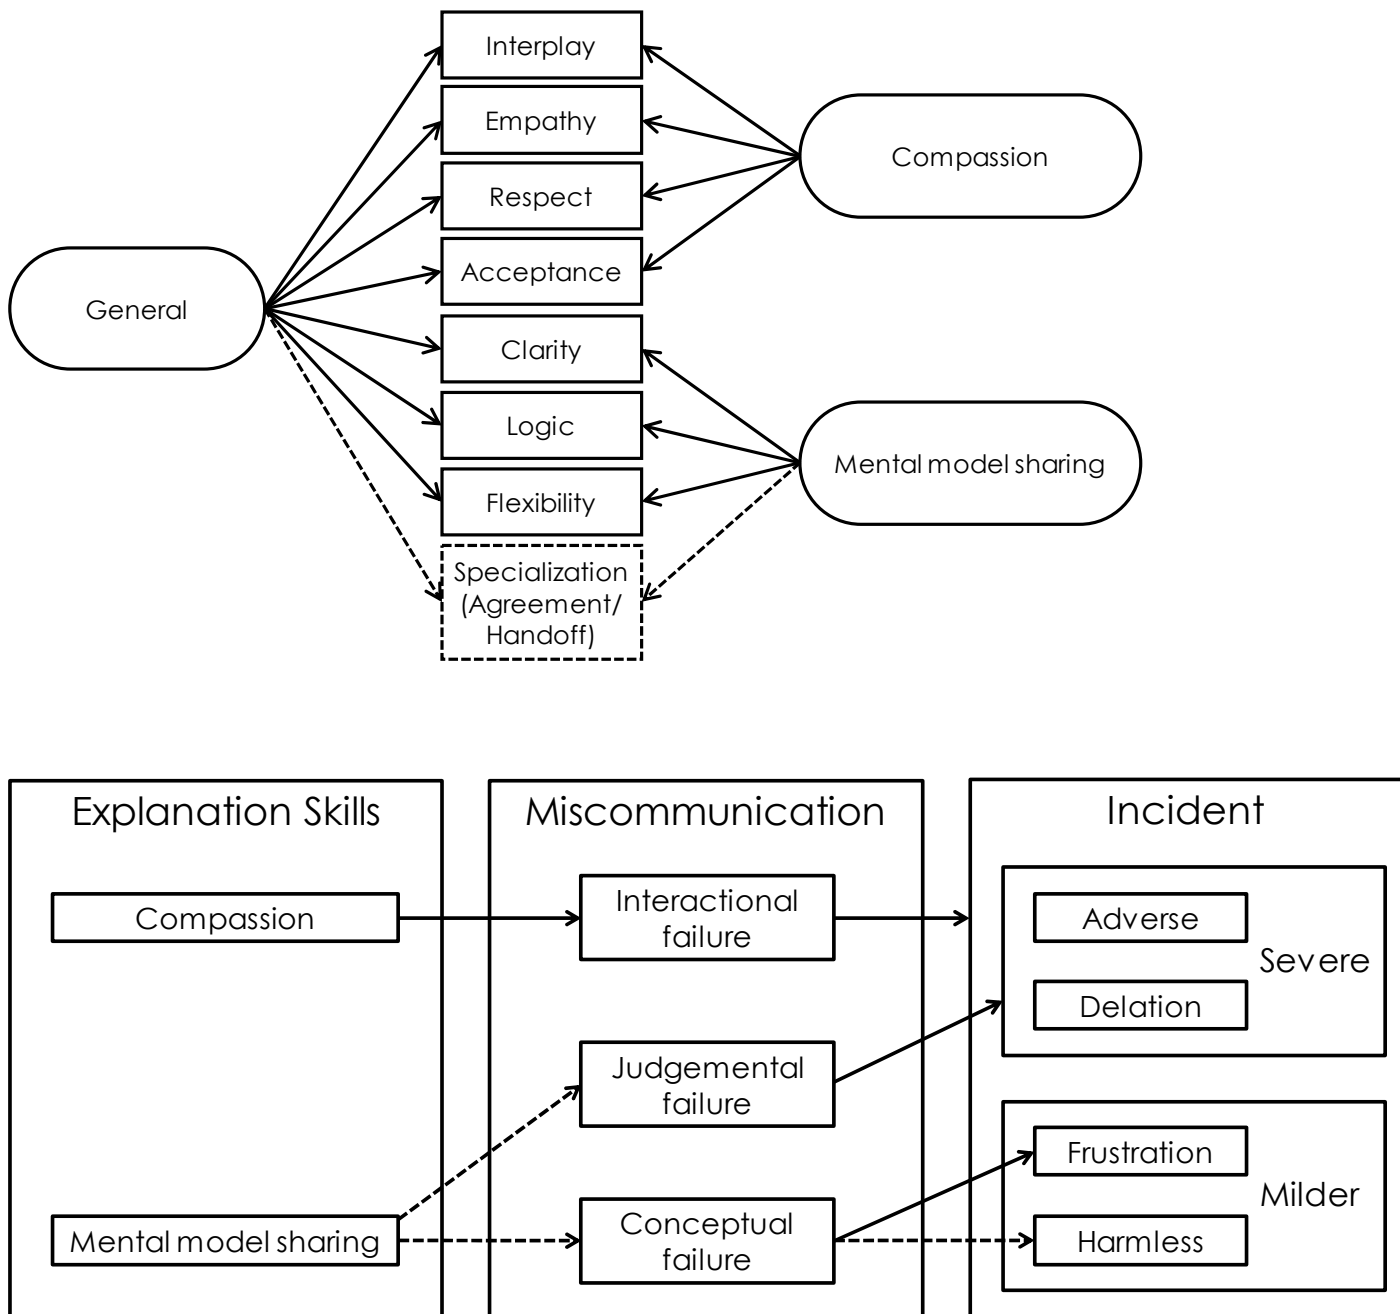 Interplay
Empathy
Respect
Acceptance
Clarity
Logic
Flexibility
Specialization
(Agreement/
Handoff)
General
Compassion
Mental model sharing
Explanation Skills
Compassion
Mental model sharing
Miscommunication
Interactional
failure
Judgemental
failure
Conceptual
failure
Incident
Adverse
Delation
Severe
Frustration
Harmless
Milder